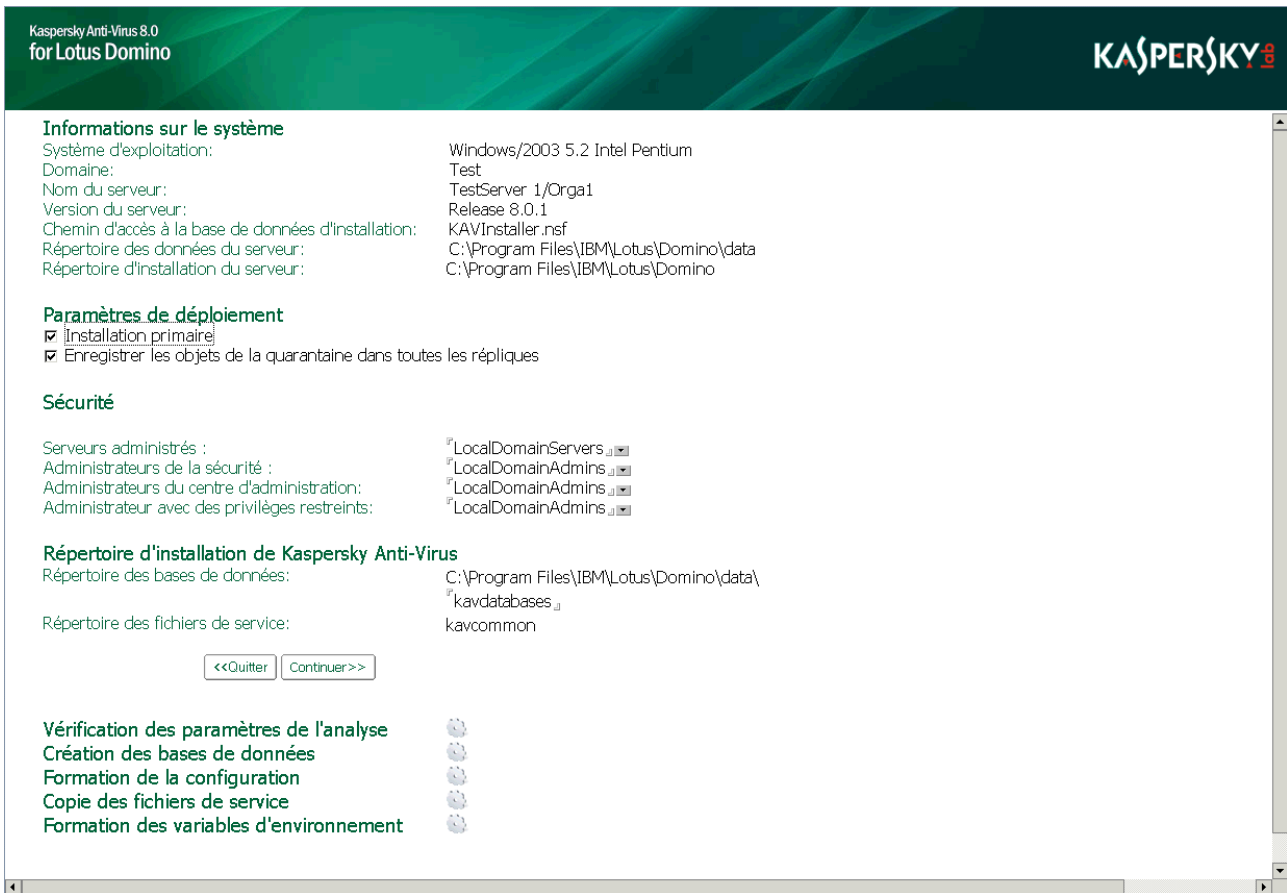 Kaspersky Anti-Virus 8.0
for Lotus Domino
KASPERSKY lab
Informations sur le système
Système d'exploitation: Windows/2003 5.2 Intel Pentium
Domaine: Test
Nom du serveur: TestServer 1/Orga1
Version du serveur: Release 8.0.1
Chemin d'accès à la base de données d'installation: KAVInstaller.nsf
Répertoire des données du serveur: C:\Program Files\IBM\Lotus\Domino\data
Répertoire d'installation du serveur: C:\Program Files\IBM\Lotus\Domino
Paramètres de déploiement
Installation primaire
Enregistrer les objets de la quarantaine dans toutes les répliques
Sécurité
Serveurs administrés : LocalDomainServers
Administrateurs de la sécurité : LocalDomainAdmins
Administrateurs du centre d'administration: LocalDomainAdmins
Administrateur avec des privilèges restreints: LocalDomainAdmins
Répertoire d'installation de Kaspersky Anti-Virus
Répertoire des bases de données: C:\Program Files\IBM\Lotus\Domino\data\
kavdatabases
Répertoire des fichiers de service: kavcommon
<<Quitter Continuer>>
Vérification des paramètres de l'analyse
Création des bases de données
Formation de la configuration
Copie des fichiers de service
Formation des variables d'environnement